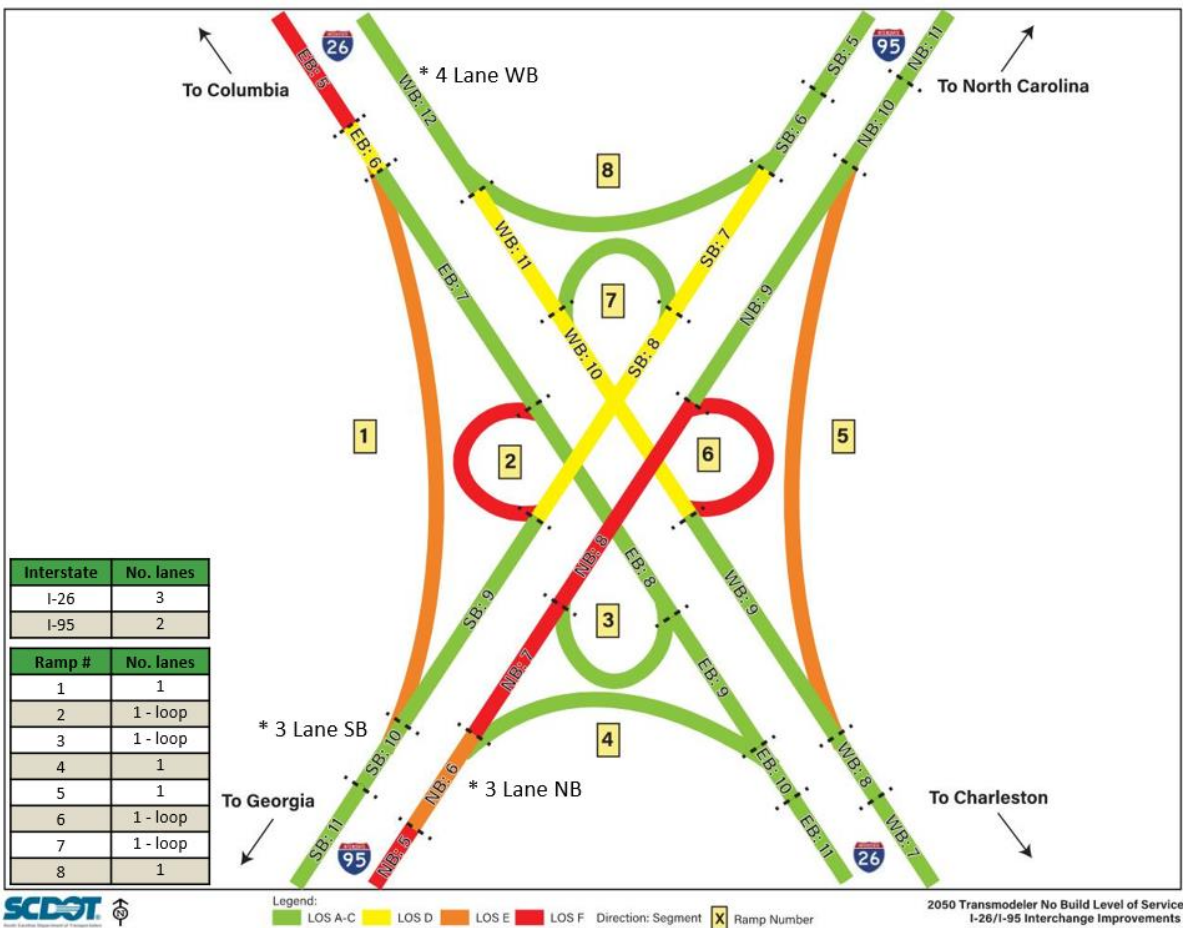 INTERSTATE
26
INTERSTATE
95
To Columbia
* 4 Lane WB
To North Carolina
EB: 5
WB: 12
SB: 5
NB: 11
EB: 6
SB: 6
NB: 10
8
WB: 11
SB: 7
EB: 7
7
NB: 9
WB: 10
SB: 8
1
2
6
5
NB: 8
EB: 8
WB: 9
SB: 9
3
NB: 7
EB: 9
* 3 Lane SB
SB: 10
4
NB: 6
* 3 Lane NB
EB: 10
WB: 8
To Georgia
To Charleston
SB: 11
NB: 5
EB: 11
WB: 7
95
26
Interstate No. lanes
I-26 3
I-95 2
Ramp # No. lanes
1 1
2 1 - loop
3 1 - loop
4 1
5 1
6 1 - loop
7 1 - loop
8 1
SCDOT
South Carolina Department of Transportation
N
Legend:
LOS A-C LOS D LOS E LOS F Direction: Segment X Ramp Number
2050 Transmodeler No Build Level of Service
I-26/I-95 Interchange Improvements